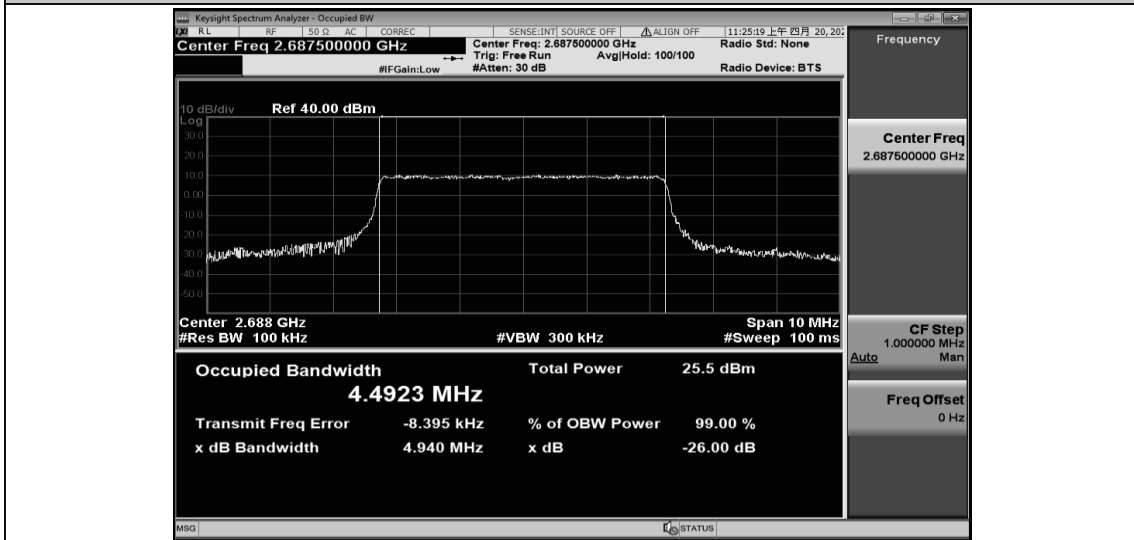 Keysight Spectrum Analyzer - Occupied BW
LXI RL RF 50 Ω AC CORREC SENSE:INT SOURCE OFF ALIGN OFF 11:25:19 上午 四月 20, 202
Center Freq 2.687500000 GHz
Center Freq: 2.687500000 GHz
Radio Std: None
Trig: Free Run
Avg|Hold: 100/100
#IFGain:Low
#Atten: 30 dB
Radio Device: BTS
10 dB/div
Ref 40.00 dBm
Log
30.0
20.0
10.0
0.00
-10.0
-20.0
-30.0
-40.0
-50.0
Center 2.688 GHz
Span 10 MHz
#Res BW 100 kHz
#VBW 300 kHz
#Sweep 100 ms
Occupied Bandwidth
4.4923 MHz
Total Power 25.5 dBm
Transmit Freq Error -8.395 kHz
% of OBW Power 99.00 %
x dB Bandwidth 4.940 MHz
x dB -26.00 dB
Frequency
Center Freq
2.687500000 GHz
CF Step
1.000000 MHz
Auto Man
Freq Offset
0 Hz
MSG
STATUS